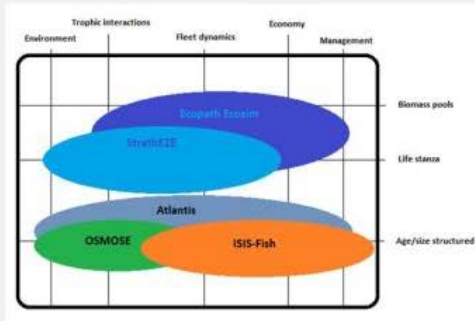 Trophic interactions
Economy
Environment
Fleet dynamics
Management
Ecopath Ecosim
Biomass pools
StrathE2E
Life stanza
Atlantis
OSMOSE
ISIS-Fish
Age/size structured